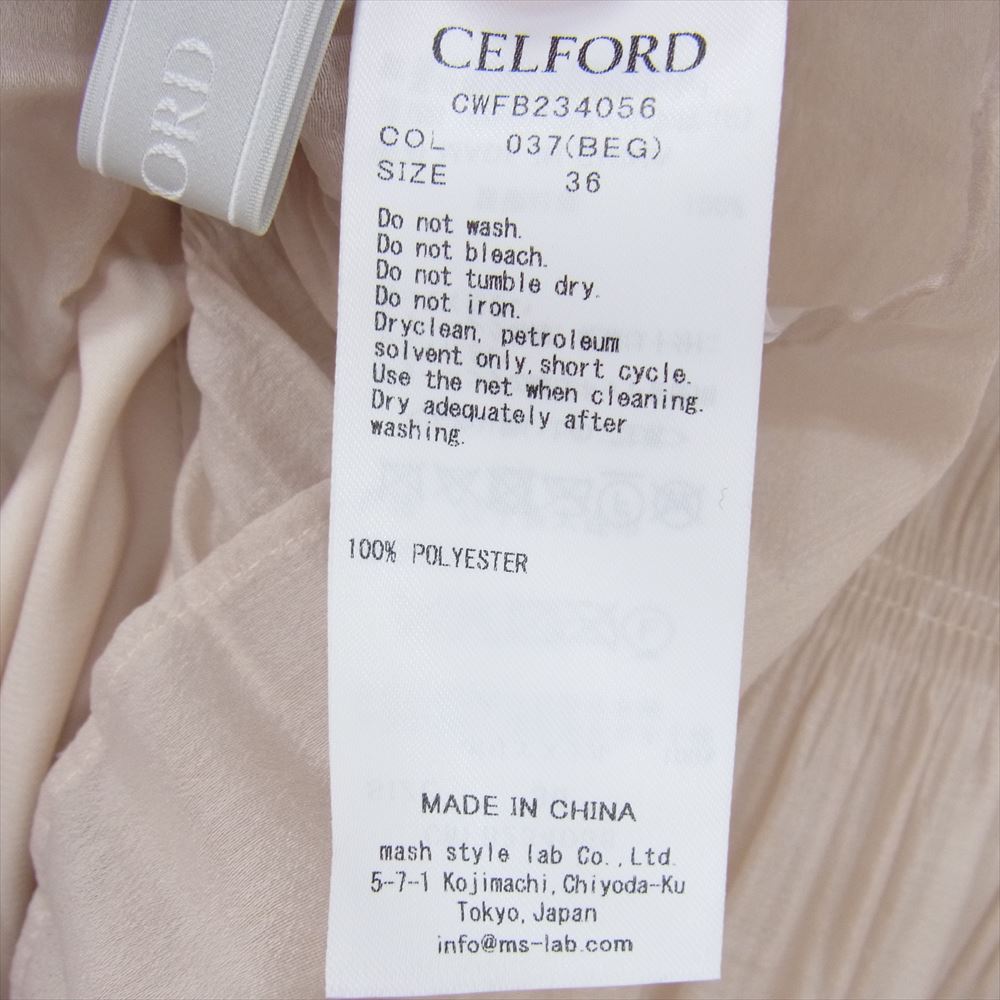 ORD
CELFORD
CWFB234056
COL 037(BEG)
SIZE 36
Do not wash.
Do not bleach.
Do not tumble dry.
Do not iron.
Dryclean, petroleum
solvent only,short cycle.
Use the net when cleaning.
Dry adequately after
washing.
100% POLYESTER
MADE IN CHINA
mash style lab Co.,Ltd.
5-7-1 Kojimachi,Chiyoda-Ku
Tokyo,Japan
info@ms-lab.com